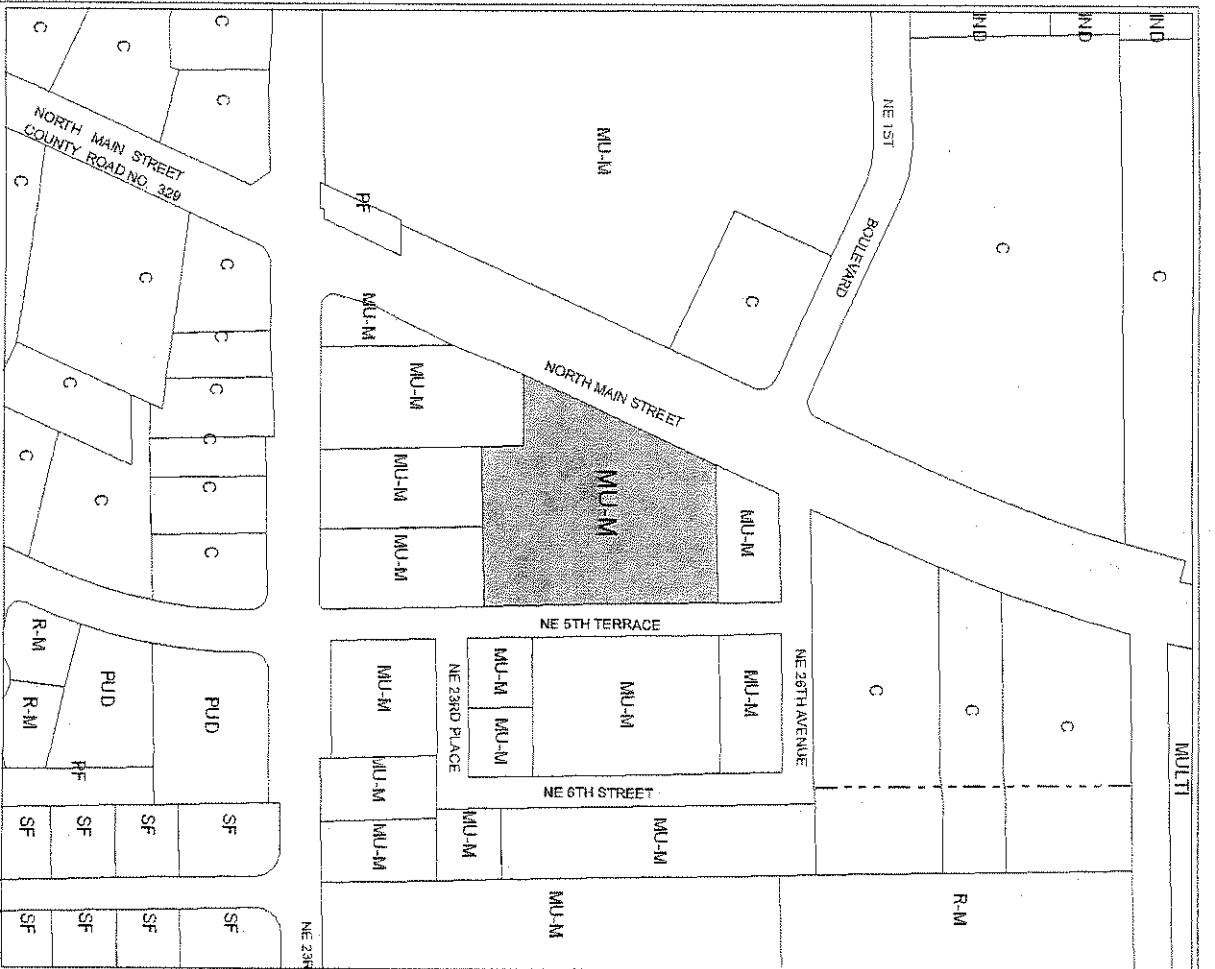 C
C
C
C
NORTH MAIN STREET
COUNTY ROAD NO. 329
C
C
C
C
C
C
C
C
C
C
C
C
PF
MU-M
C
NE 1ST
BOULEVARD
IND
IND
IND
C
C
MU-M
MU-M
NORTH MAIN STREET
MU-M
MU-M
MU-M
MU-M
NE 5TH TERRACE
MU-M
NE 23RD PLACE
MU-M
MU-M
MU-M
MU-M
NE 26TH AVENUE
C
C
C
MULTI
NE 6TH STREET
MU-M
MU-M
MU-M
MU-M
MU-M
R-M
R-M
R-M
PUD
PUD
PF
SF
SF
SF
SF
SF
SF
SF
SF